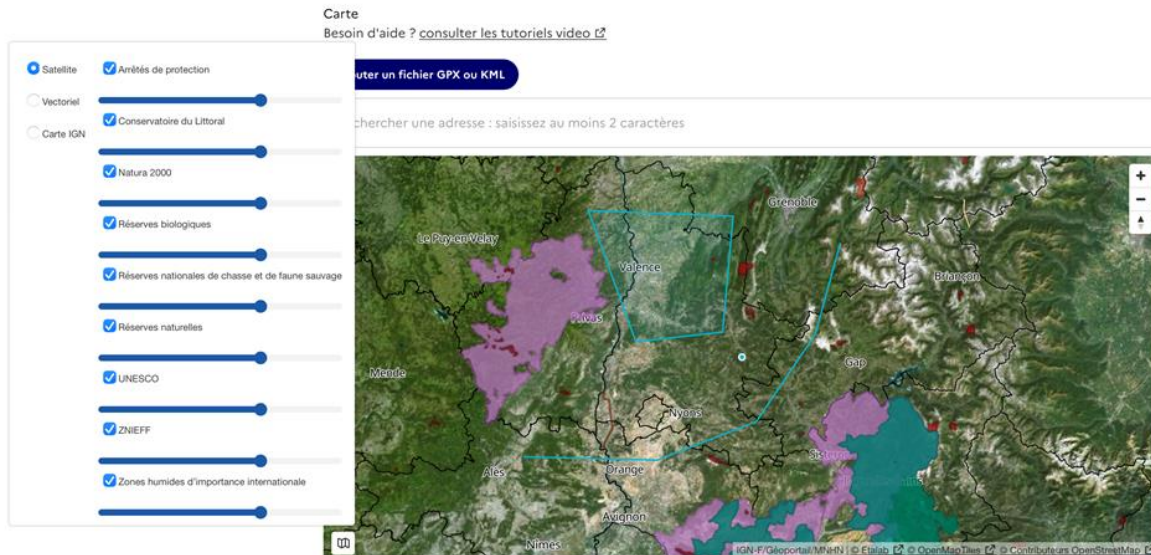 Carte
Besoin d'aide ? consulter les tutoriels video
outer un fichier GPX ou KML
chercher une adresse : saisissez au moins 2 caractères
Satellite
Vectoriel
Carte IGN
Arrêtés de protection
Conservatoire du Littoral
Natura 2000
Réserves biologiques
Réserves nationales de chasse et de faune sauvage
Réserves naturelles
UNESCO
ZNIEFF
Zones humides d'importance internationale
Grenoble
Le Puy-en-Velay
Valence
Briançon
Privas
Gap
Mende
Nyons
Alès
Orange
Avignon
Nîmes
IGN-F/Géoportail/MNHN | © Etalab © OpenMapTiles © Contributeurs OpenStreetMap